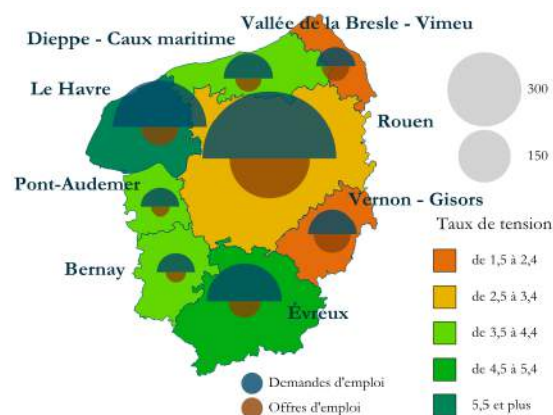 Vallée de la Bresle - Vimeu
Dieppe - Caux maritime
Le Havre
300
Rouen
150
Pont-Audemer
Vernon - Gisors
Taux de tension
Bernay
de 1,5 à 2,4
de 2,5 à 3,4
Évreux
de 3,5 à 4,4
de 4,5 à 5,4
Demandes d'emploi
5,5 et plus
Offres d'emploi